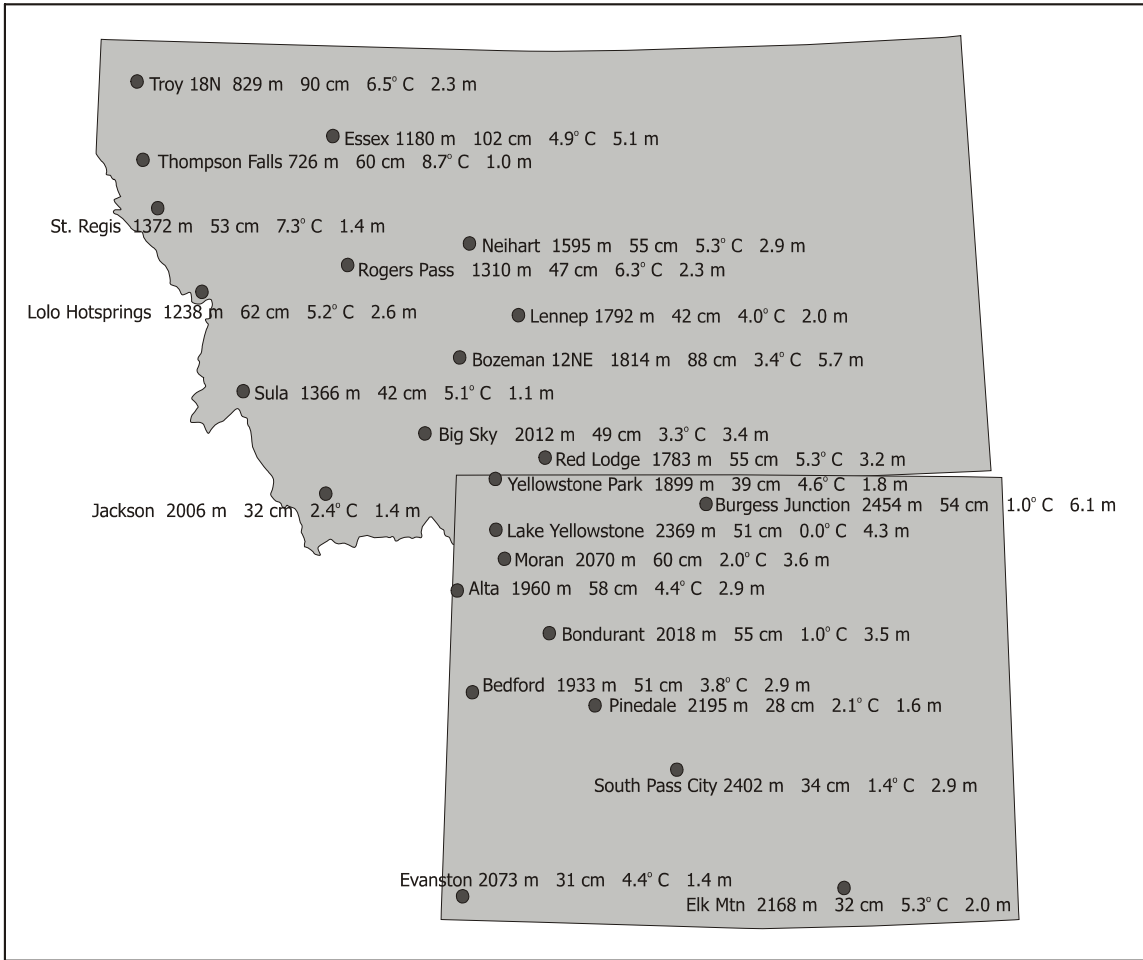 Troy 18N 829 m 90 cm 6.5° C 2.3 m
Essex 1180 m 102 cm 4.9° C 5.1 m
Thompson Falls 726 m 60 cm 8.7° C 1.0 m
St. Regis 1372 m 53 cm 7.3° C 1.4 m
Neihart 1595 m 55 cm 5.3° C 2.9 m
Rogers Pass 1310 m 47 cm 6.3° C 2.3 m
Lolo Hotsprings 1238 m 62 cm 5.2° C 2.6 m
Lennep 1792 m 42 cm 4.0° C 2.0 m
Bozeman 12NE 1814 m 88 cm 3.4° C 5.7 m
Sula 1366 m 42 cm 5.1° C 1.1 m
Big Sky 2012 m 49 cm 3.3° C 3.4 m
Red Lodge 1783 m 55 cm 5.3° C 3.2 m
Yellowstone Park 1899 m 39 cm 4.6° C 1.8 m
Burgess Junction 2454 m 54 cm 1.0° C 6.1 m
Jackson 2006 m 32 cm 2.4° C 1.4 m
Lake Yellowstone 2369 m 51 cm 0.0° C 4.3 m
Moran 2070 m 60 cm 2.0° C 3.6 m
Alta 1960 m 58 cm 4.4° C 2.9 m
Bondurant 2018 m 55 cm 1.0° C 3.5 m
Bedford 1933 m 51 cm 3.8° C 2.9 m
Pinedale 2195 m 28 cm 2.1° C 1.6 m
South Pass City 2402 m 34 cm 1.4° C 2.9 m
Evanston 2073 m 31 cm 4.4° C 1.4 m
Elk Mtn 2168 m 32 cm 5.3° C 2.0 m